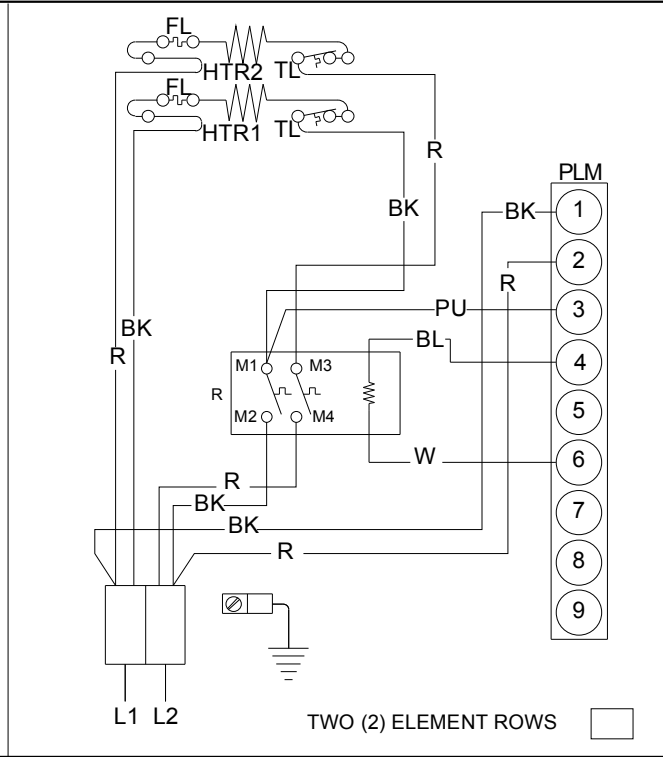 FL
HTR2 TL
FL
HTR1 TL
R
PLM
BK
BK
1
2
R
PU
3
BK
BL
4
R
M1 M3
R
5
M2 M4
W
6
R
BK
7
BK
R
8
9
L1 L2
TWO (2) ELEMENT ROWS